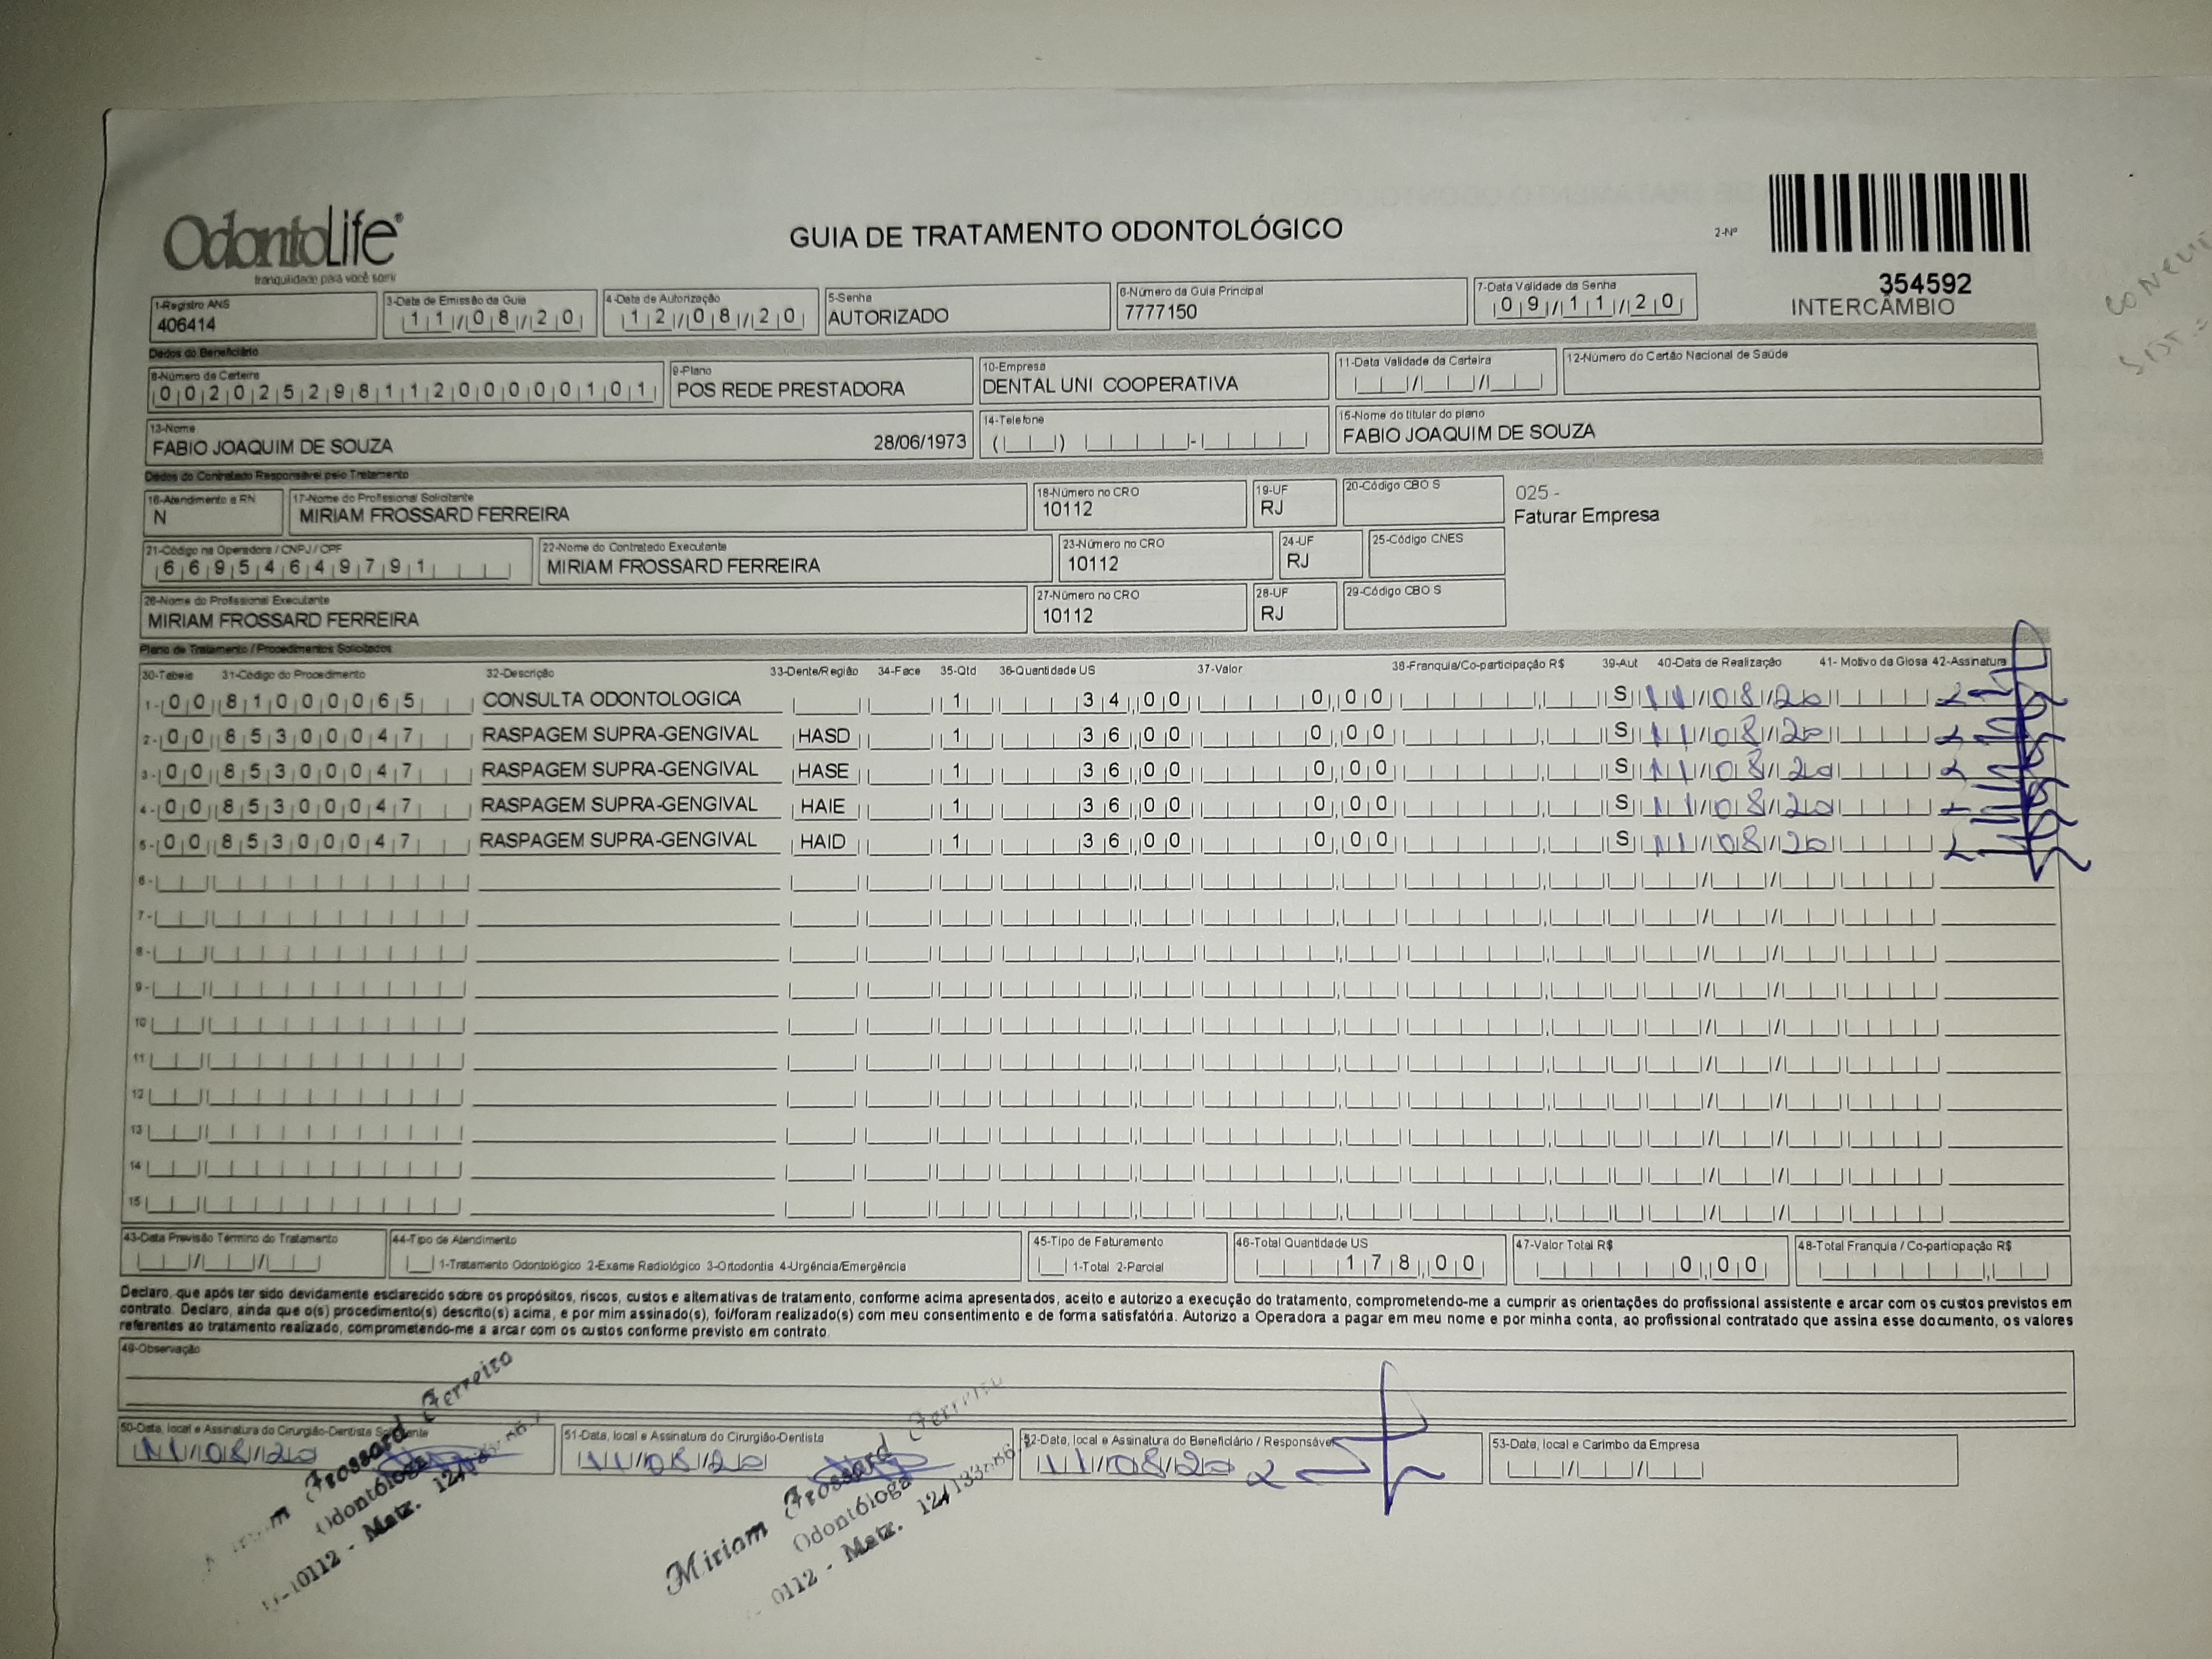 OdontoLife®
tranquilidade para você sorrir
GUIA DE TRATAMENTO ODONTOLÓGICO
2-Nº
354592
INTERCÂMBIO
1-Registro ANS
406414
3-Data de Emissão da Guia
11/08/20
4-Data de Autorização
12/08/20
5-Senha
AUTORIZADO
6-Número da Guia Principal
7777150
7-Data Validade da Senha
09/11/20
Dados do Beneficiário
8-Número da Carteira
00202529811200000101
9-Plano
POS REDE PRESTADORA
10-Empresa
DENTAL UNI COOPERATIVA
11-Data Validade da Carteira
12-Número do Cartão Nacional de Saúde
13-Nome
FABIO JOAQUIM DE SOUZA 28/06/1973
14-Telefone
15-Nome do titular do plano
FABIO JOAQUIM DE SOUZA
Dados do Contratado Responsável pelo Tratamento
16-Atendimento a RN
N
17-Nome do Profissional Solicitante
MIRIAM FROSSARD FERREIRA
18-Número no CRO
10112
19-UF
RJ
20-Código CBO S
025 -
Faturar Empresa
21-Código na Operadora / CNPJ / CPF
66954649791
22-Nome do Contratado Executante
MIRIAM FROSSARD FERREIRA
23-Número no CRO
10112
24-UF
RJ
25-Código CNES
26-Nome do Profissional Executante
MIRIAM FROSSARD FERREIRA
27-Número no CRO
10112
28-UF
RJ
29-Código CBO S
Plano de Tratamento / Procedimentos Solicitados
30-Tabela 31-Código do Procedimento 32-Descrição 33-Dente/Região 34-Face 35-Qtd 36-Quantidade US 37-Valor 38-Franquia/Co-participação R$ 39-Aut 40-Data de Realização 41- Motivo da Glosa 42-Assinatura
1- 00 81000065 CONSULTA ODONTOLOGICA 1 34,00 0,00 S 11/08/20
2- 00 85300047 RASPAGEM SUPRA-GENGIVAL HASD 1 36,00 0,00 S 11/08/20
3- 00 85300047 RASPAGEM SUPRA-GENGIVAL HASE 1 36,00 0,00 S 11/08/20
4- 00 85300047 RASPAGEM SUPRA-GENGIVAL HAIE 1 36,00 0,00 S 11/08/20
5- 00 85300047 RASPAGEM SUPRA-GENGIVAL HAID 1 36,00 0,00 S 11/08/20
6-
7-
8-
9-
10
11
12
13
14
15
43-Data Previsão Término do Tratamento
44-Tipo de Atendimento
1-Tratamento Odontológico 2-Exame Radiológico 3-Ortodontia 4-Urgência/Emergência
45-Tipo de Faturamento
1-Total 2-Parcial
46-Total Quantidade US
178,00
47-Valor Total R$
0,00
48-Total Franquia / Co-participação R$
Declaro, que após ter sido devidamente esclarecido sobre os propósitos, riscos, custos e alternativas de tratamento, conforme acima apresentados, aceito e autorizo a execução do tratamento, comprometendo-me a cumprir as orientações do profissional assistente e arcar com os custos previstos em
contrato. Declaro, ainda que o(s) procedimento(s) descrito(s) acima, e por mim assinado(s), foi/foram realizado(s) com meu consentimento e de forma satisfatória. Autorizo a Operadora a pagar em meu nome e por minha conta, ao profissional contratado que assina esse documento, os valores
referentes ao tratamento realizado, comprometendo-me a arcar com os custos conforme previsto em contrato.
49-Observação
50-Data, local e Assinatura do Cirurgião-Dentista Solicitante
11/08/20
51-Data, local e Assinatura do Cirurgião-Dentista
11/08/20
52-Data, local e Assinatura do Beneficiário / Responsável
11/08/20
53-Data, local e Carimbo da Empresa
Frossard Ferreira
Odontóloga
10112 - Matr.
Miriam Frossard Ferreira
Odontóloga
0112 - Matr.